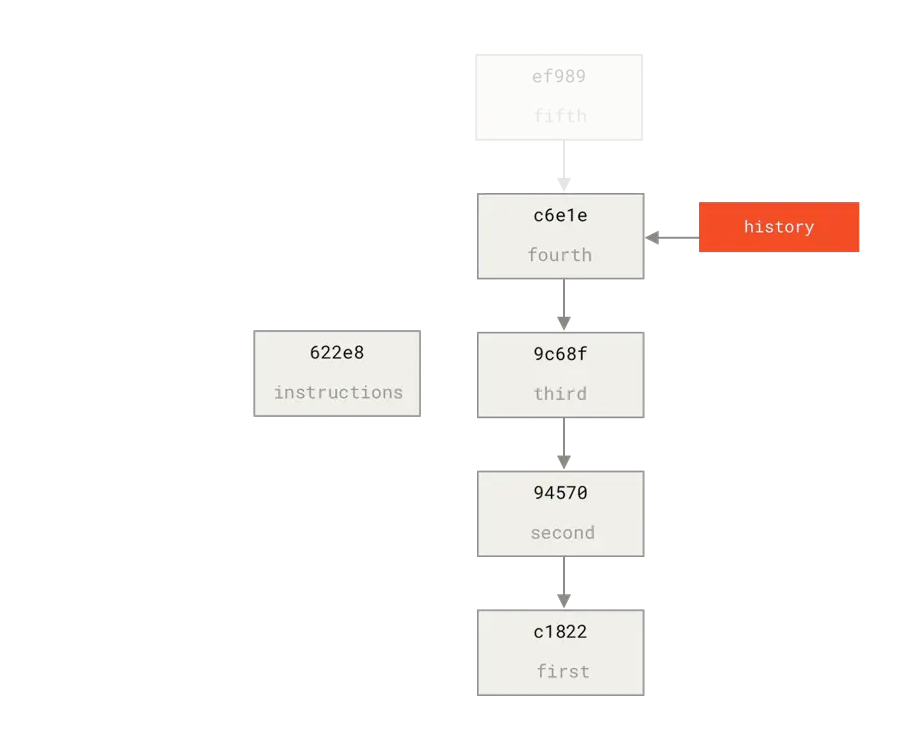 ef989
fifth
c6e1e
fourth
history
622e8
instructions
9c68f
third
94570
second
c1822
first